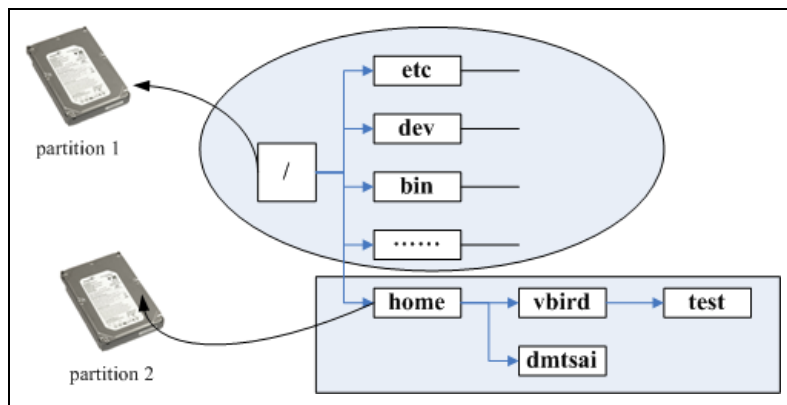 etc
dev
partition 1
/
bin
……
home
vbird
test
partition 2
dmtsai